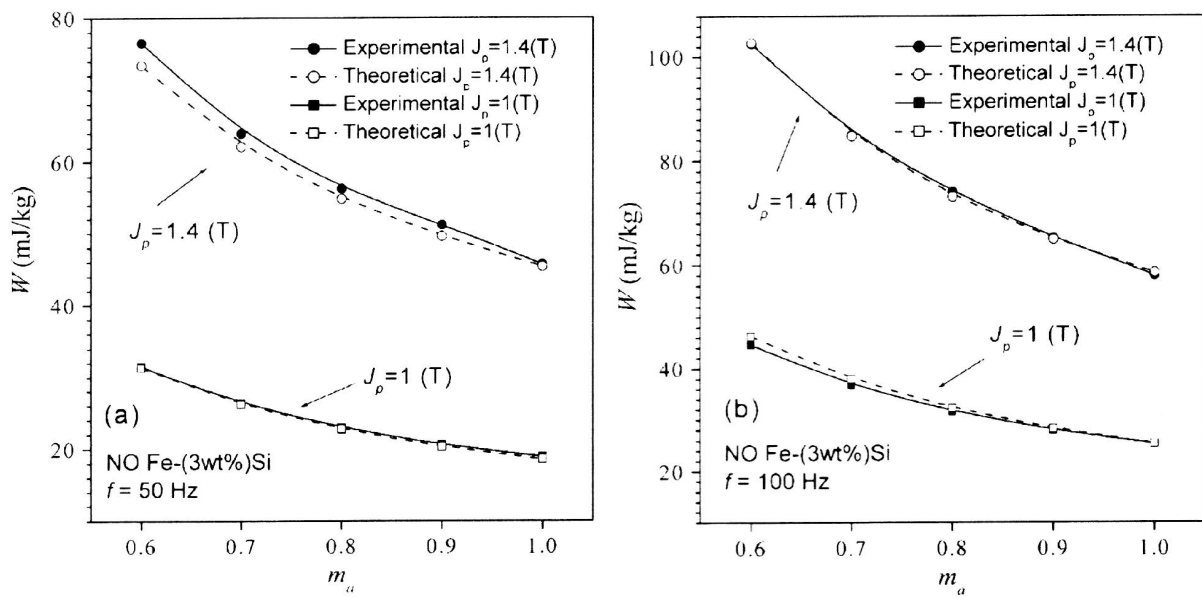 80
60
40
20
W (mJ/kg)
Experimental J_p=1.4(T)
Theoretical J_p=1.4(T)
Experimental J_p=1(T)
Theoretical J_p=1(T)
J_p=1.4 (T)
J_p=1 (T)
(a)
NO Fe-(3wt%)Si
f = 50 Hz
0.6 0.7 0.8 0.9 1.0
m_a
100
80
60
40
20
W (mJ/kg)
Experimental J_p=1.4(T)
Theoretical J_p=1.4(T)
Experimental J_p=1(T)
Theoretical J_p=1(T)
J_p=1.4 (T)
J_p=1 (T)
(b)
NO Fe-(3wt%)Si
f = 100 Hz
0.6 0.7 0.8 0.9 1.0
m_a